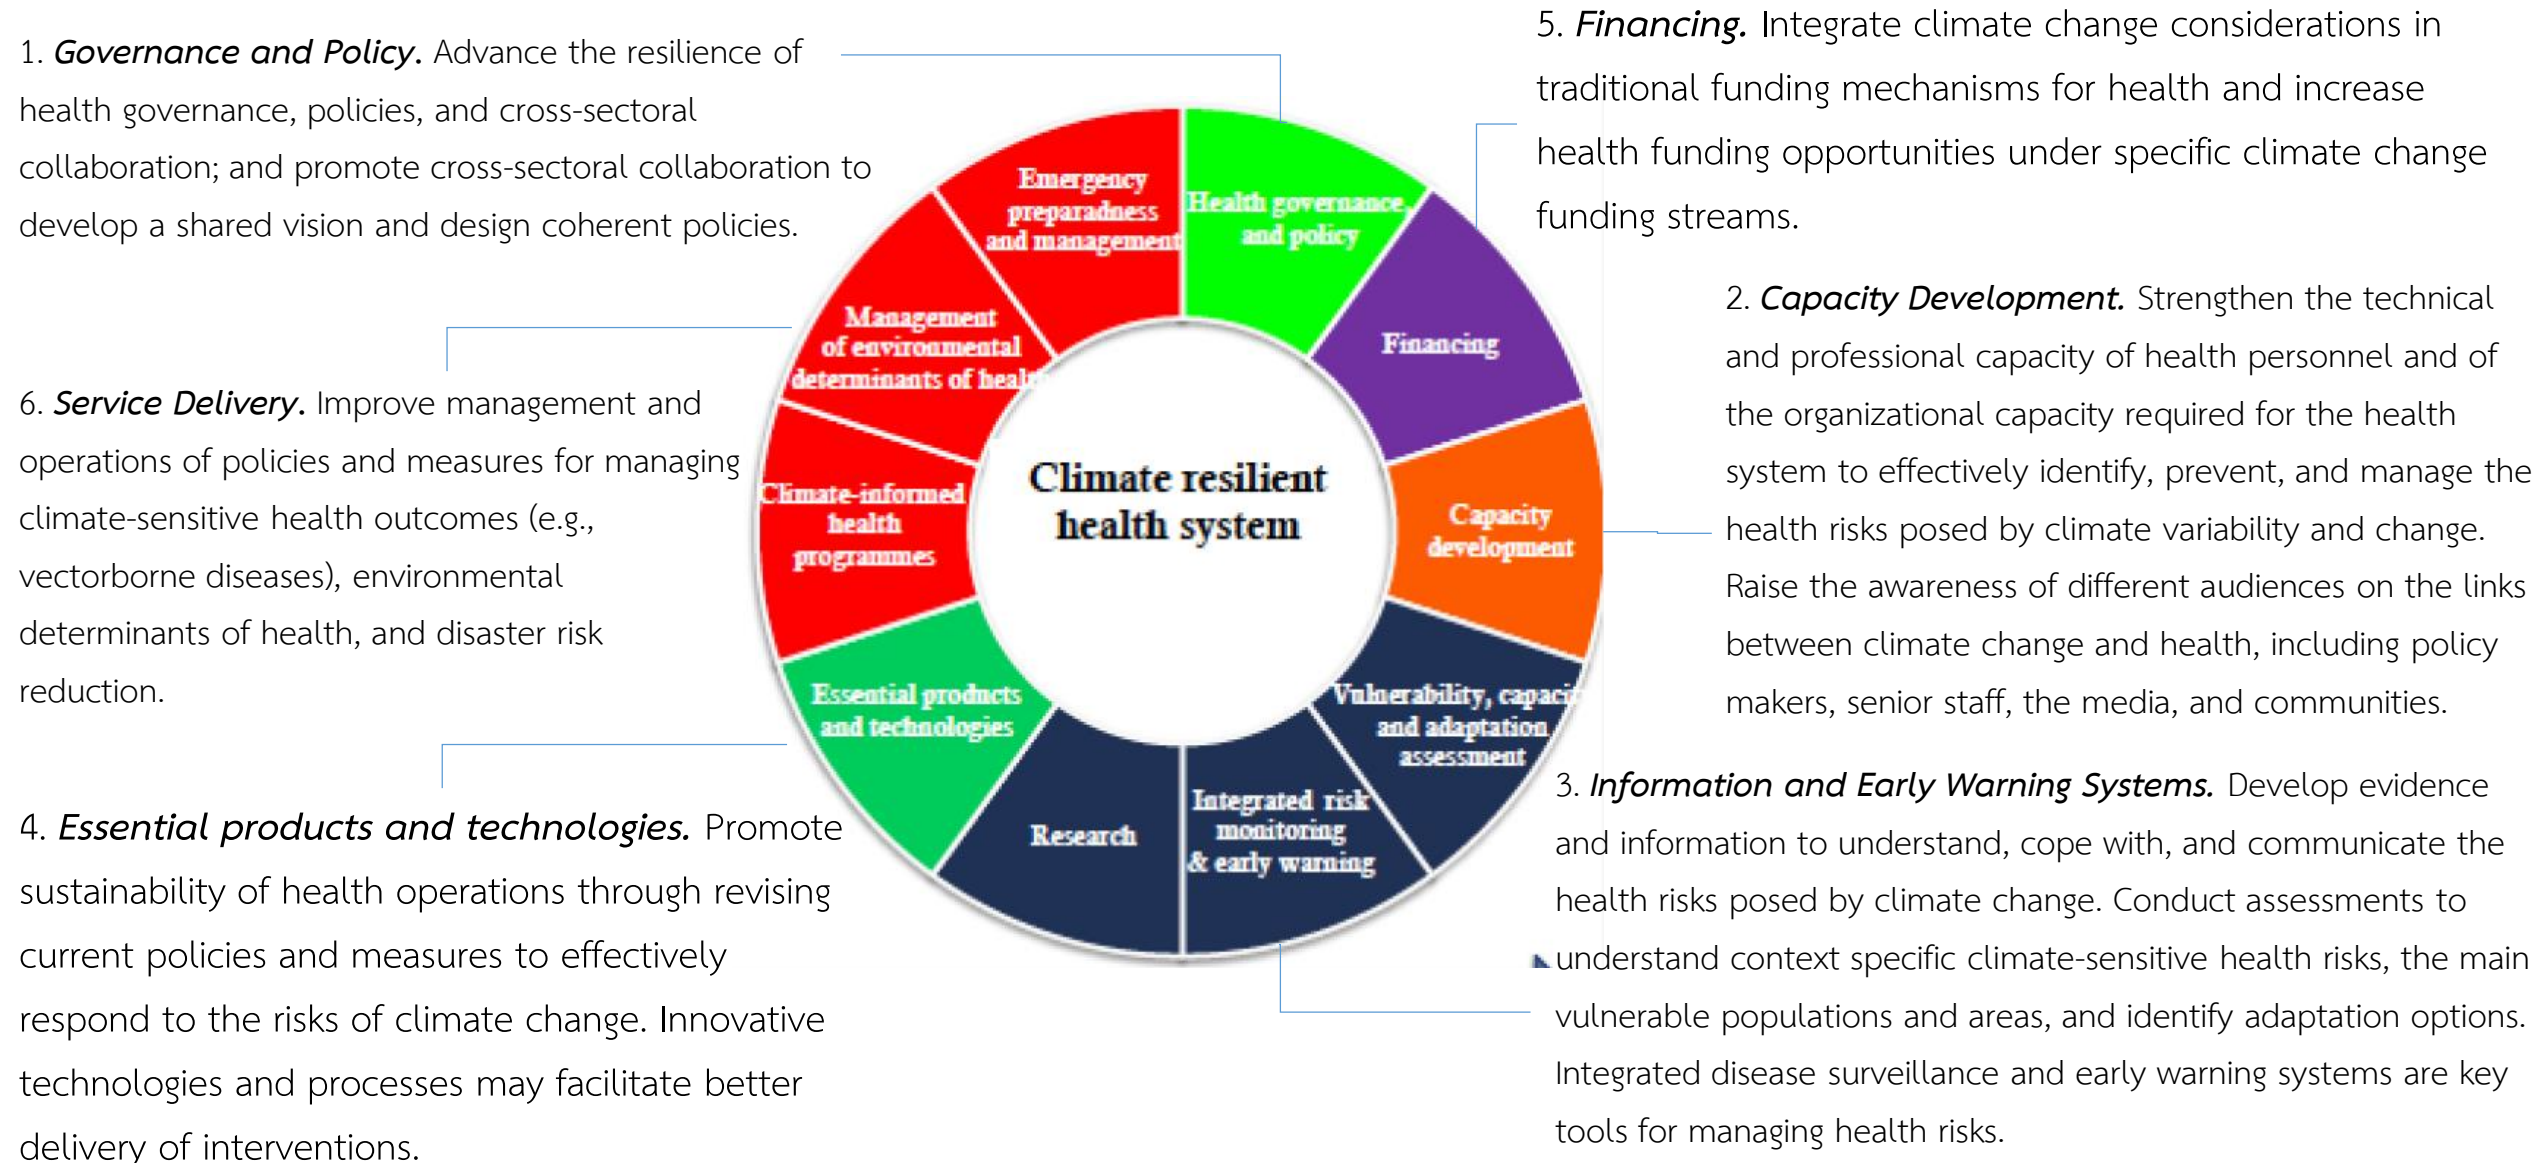 1. Governance and Policy. Advance the resilience of
health governance, policies, and cross-sectoral
collaboration; and promote cross-sectoral collaboration to
develop a shared vision and design coherent policies.
6. Service Delivery. Improve management and
operations of policies and measures for managing
climate-sensitive health outcomes (e.g.,
vectorborne diseases), environmental
determinants of health, and disaster risk
reduction.
4. Essential products and technologies. Promote
sustainability of health operations through revising
current policies and measures to effectively
respond to the risks of climate change. Innovative
technologies and processes may facilitate better
delivery of interventions.
Emergency
preparadness
and management
Health governance,
and policy
Management
of environmental
determinants of healt
Financing
Climate-informed
health
programmes
Climate resilient
health system
Capacity
development
Essential products
and technologies
Vulnerability, capacit
and adaptation
assessment
Research
Integrated risk
monitoring
& early warning
5. Financing. Integrate climate change considerations in
traditional funding mechanisms for health and increase
health funding opportunities under specific climate change
funding streams.
2. Capacity Development. Strengthen the technical
and professional capacity of health personnel and of
the organizational capacity required for the health
system to effectively identify, prevent, and manage the
health risks posed by climate variability and change.
Raise the awareness of different audiences on the links
between climate change and health, including policy
makers, senior staff, the media, and communities.
3. Information and Early Warning Systems. Develop evidence
and information to understand, cope with, and communicate the
health risks posed by climate change. Conduct assessments to
understand context specific climate-sensitive health risks, the main
vulnerable populations and areas, and identify adaptation options.
Integrated disease surveillance and early warning systems are key
tools for managing health risks.